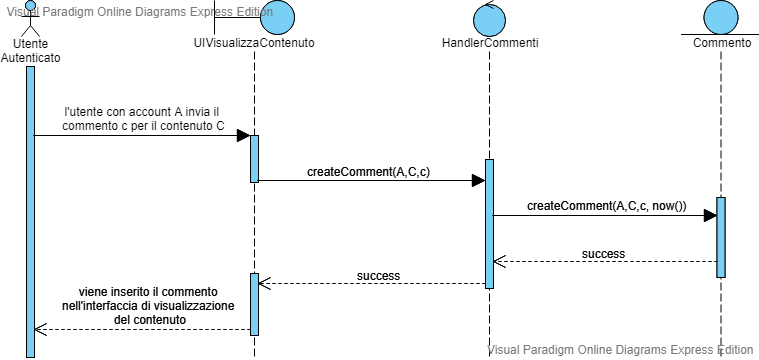 Visual Paradigm Online Diagrams Express Edition
Utente
Autenticato
UIVisualizzaContenuto
HandlerCommenti
Commento
l'utente con account A invia il
commento c per il contenuto C
createComment(A,C,c)
createComment(A,C,c, now())
success
success
viene inserito il commento
nell'interfaccia di visualizzazione
del contenuto
Visual Paradigm Online Diagrams Express Edition